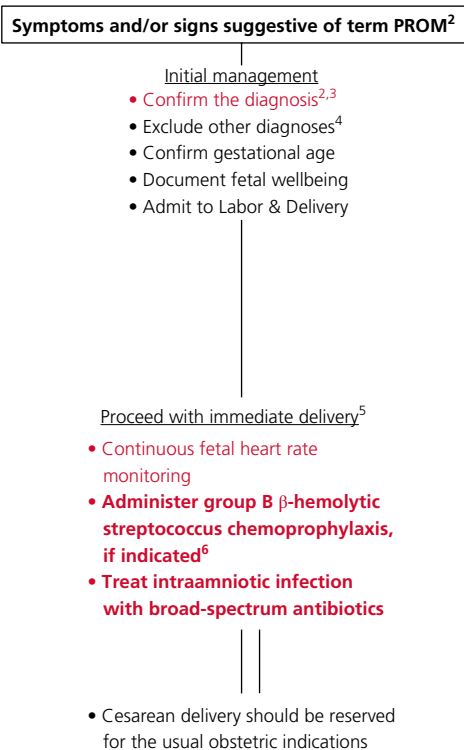 Symptoms and/or signs suggestive of term PROM²
Initial management
• Confirm the diagnosis²,³
• Exclude other diagnoses⁴
• Confirm gestational age
• Document fetal wellbeing
• Admit to Labor & Delivery
Proceed with immediate delivery⁵
• Continuous fetal heart rate
monitoring
• Administer group B β-hemolytic
streptococcus chemoprophylaxis,
if indicated⁶
• Treat intraamniotic infection
with broad-spectrum antibiotics
• Cesarean delivery should be reserved
for the usual obstetric indications